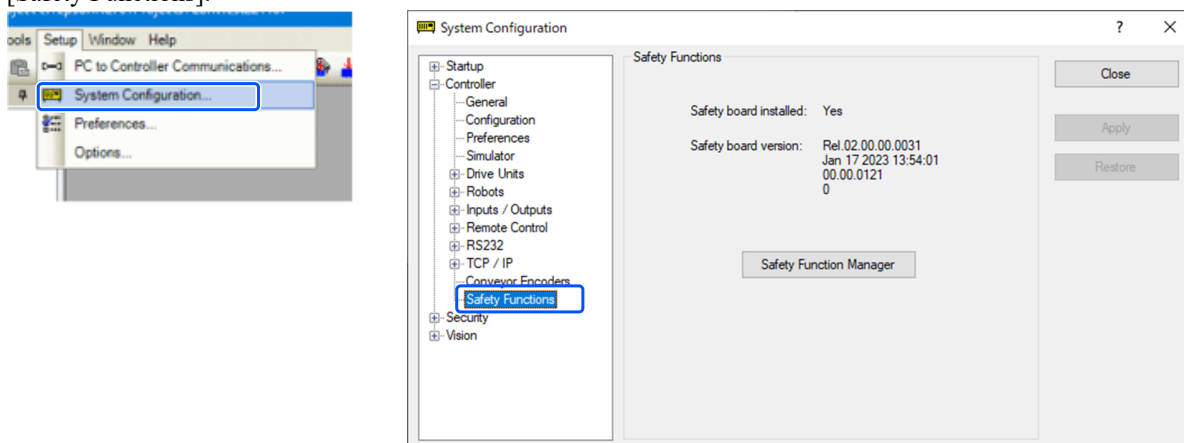 [Safety Functions].
ools Setup Window Help
PC to Controller Communications...
System Configuration...
Preferences...
Options...
System Configuration
? ×
Startup
Controller
General
Configuration
Preferences
Simulator
Drive Units
Robots
Inputs / Outputs
Remote Control
RS232
TCP / IP
Conveyor Encoders
Safety Functions
Security
Vision
Safety Functions
Safety board installed: Yes
Safety board version: Rel.02.00.00.0031
Jan 17 2023 13:54:01
00.00.0121
0
Safety Function Manager
Close
Apply
Restore